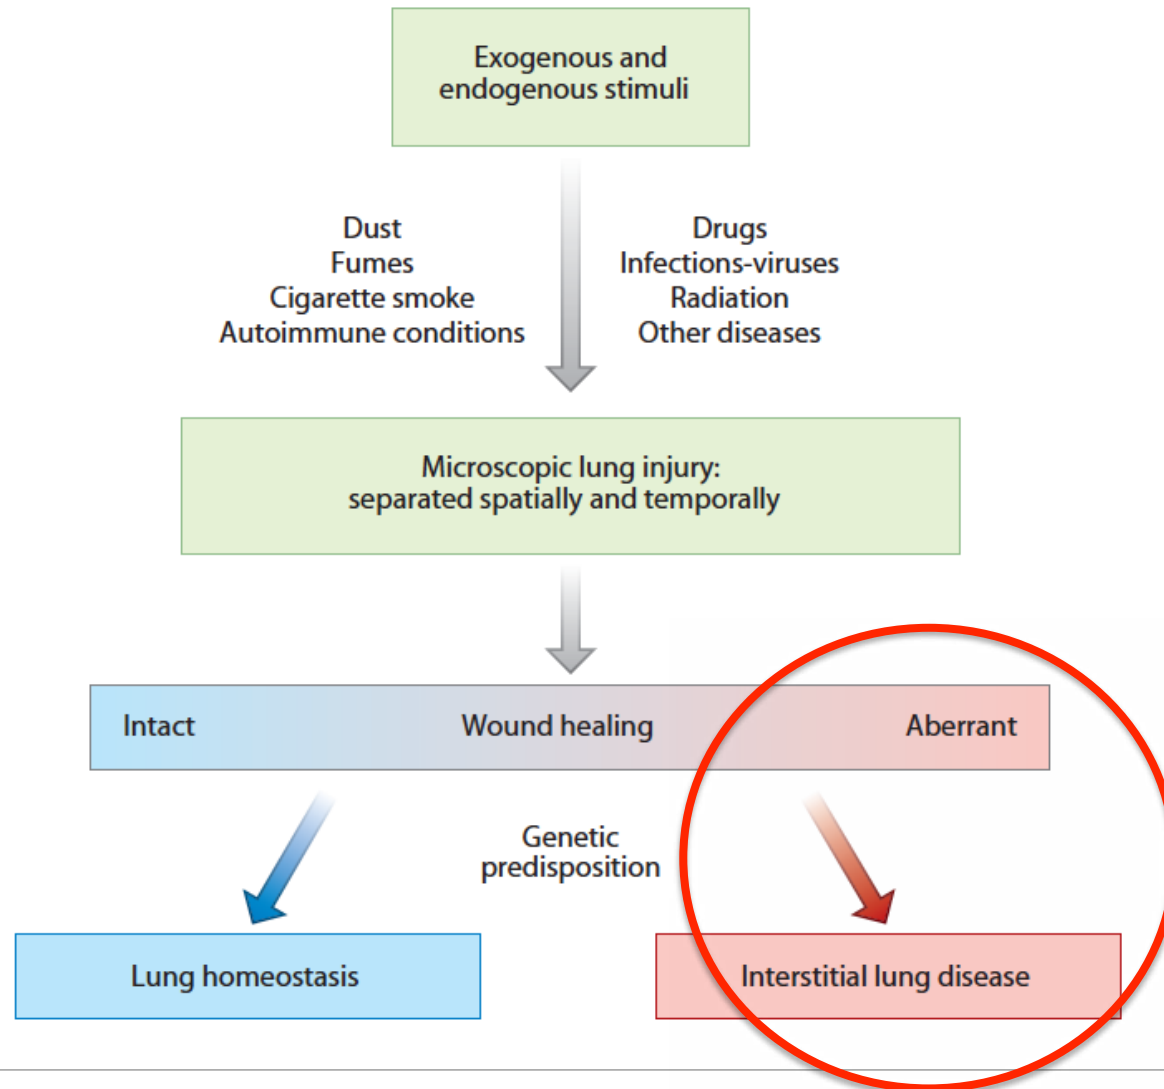 Exogenous and
endogenous stimuli
Dust
Fumes
Cigarette smoke
Autoimmune conditions
Drugs
Infections-viruses
Radiation
Other diseases
Microscopic lung injury:
separated spatially and temporally
Intact
Wound healing
Aberrant
Genetic
predisposition
Lung homeostasis
Interstitial lung disease